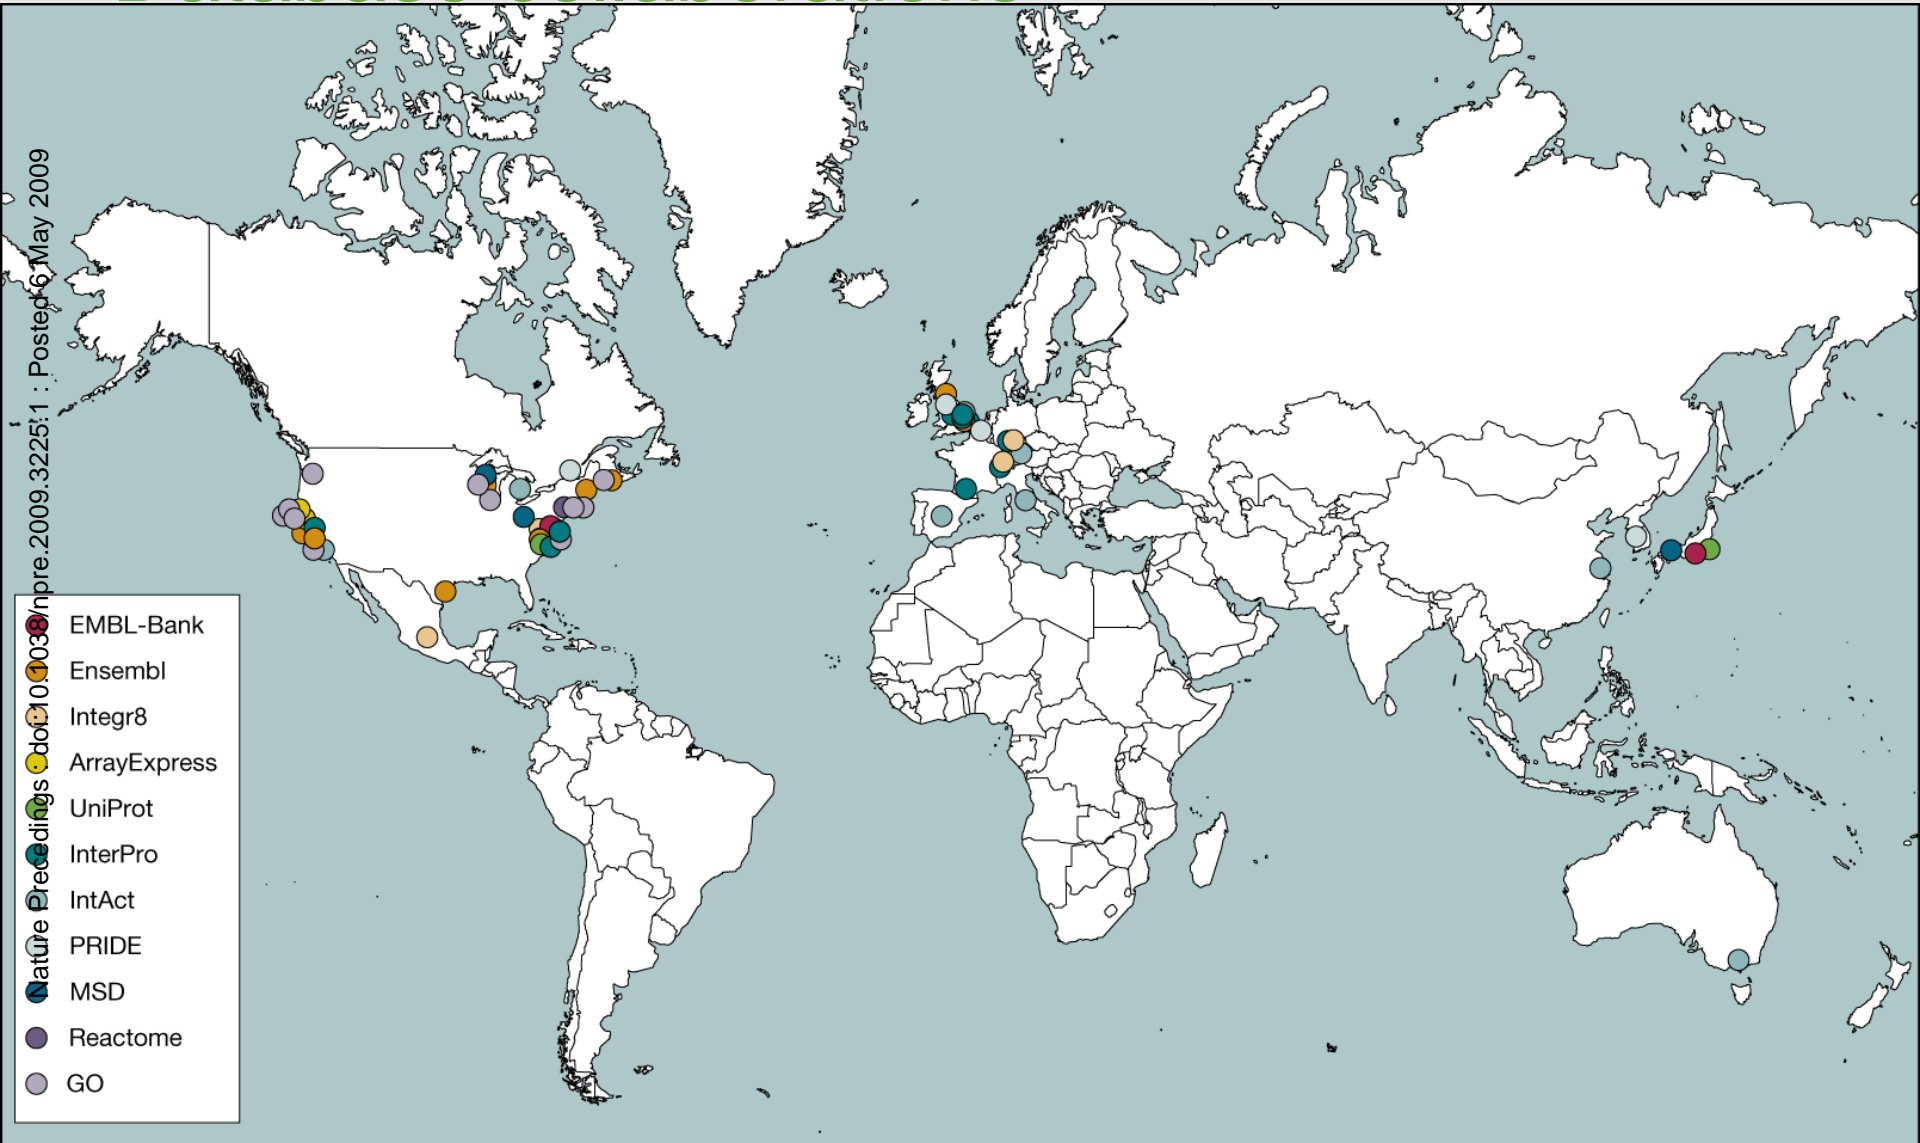 Nature Precedings : doi:10.1038/npre.2009.3225.1 : Posted 6 May 2009
EMBL-Bank
Ensembl
Integr8
ArrayExpress
UniProt
InterPro
IntAct
PRIDE
MSD
Reactome
GO